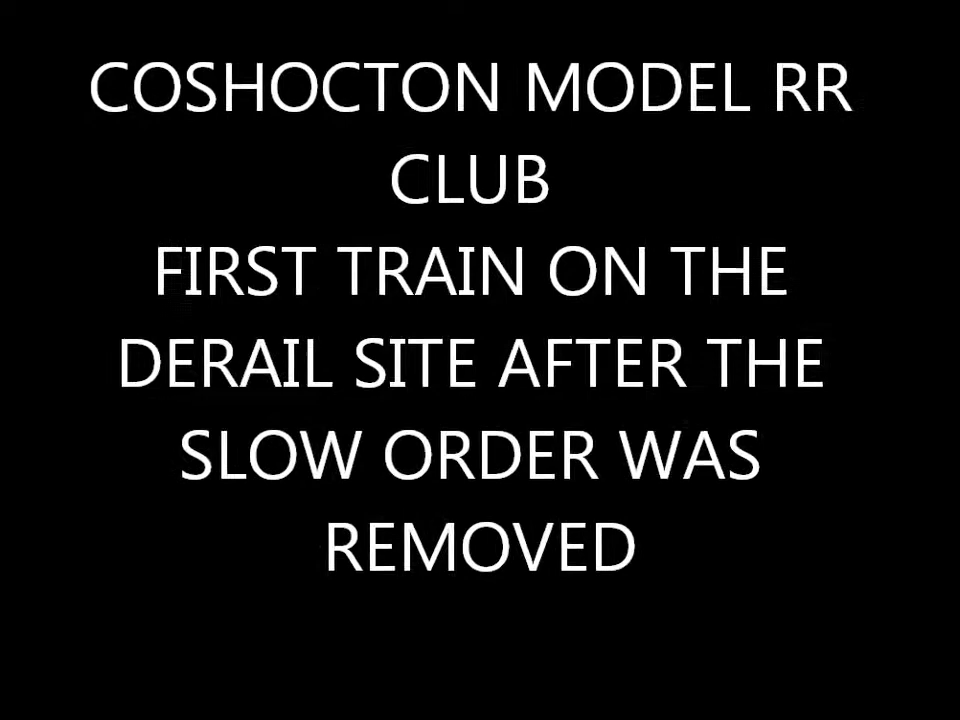 COSHOCTON MODEL RR
CLUB
FIRST TRAIN ON THE
DERAIL SITE AFTER THE
SLOW ORDER WAS
REMOVED